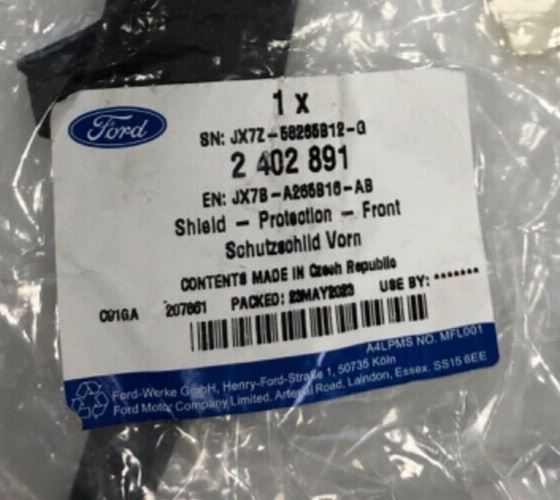 Ford
1 x
SN: JX7Z-58265B12-G
2 402 891
EN: JX7B-A265B16-AB
Shield - Protection - Front
Schutzschild Vorn
CONTENTS MADE IN Czech Republic
C91GA 207661 PACKED: 23MAY2023 USE BY: *******
A4LPMS NO. MFL001
Ford-Werke GmbH, Henry-Ford-Straße 1, 50735 Köln
Ford Motor Company Limited. Arterial Road, Laindon, Essex. SS15 6EE